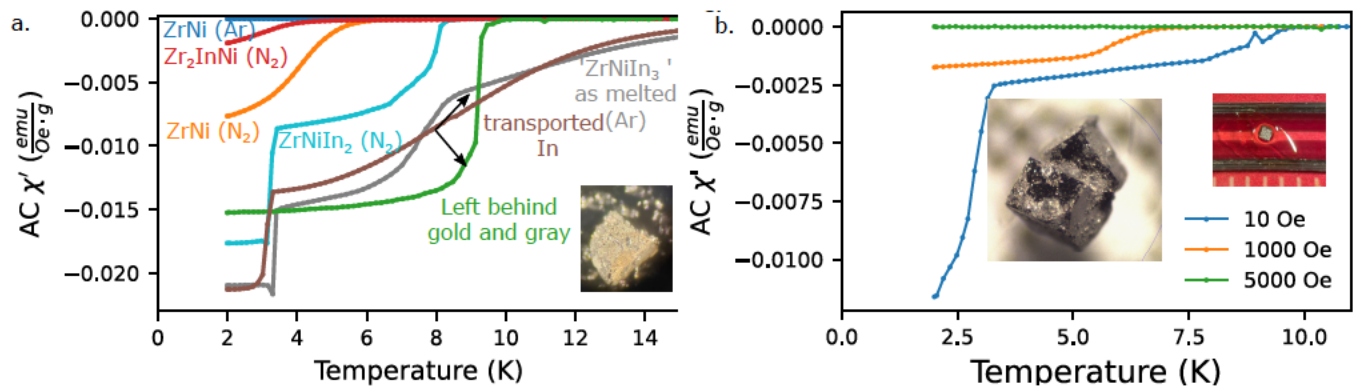 a.
0.000
−0.005
−0.010
−0.015
−0.020
AC χ′ (emu/Oe·g)
ZrNi (Ar)
Zr₂InNi (N₂)
ZrNi (N₂)
ZrNiIn₂ (N₂)
'ZrNiIn₃ '
as melted
(Ar)
transported
In
Left behind
gold and gray
2
4
6
8
10
12
14
Temperature (K)
b.
0.0000
−0.0025
−0.0050
−0.0075
−0.0100
AC χ' (emu/Oe·g)
10 Oe
1000 Oe
5000 Oe
0.0
2.5
5.0
7.5
10.0
Temperature (K)